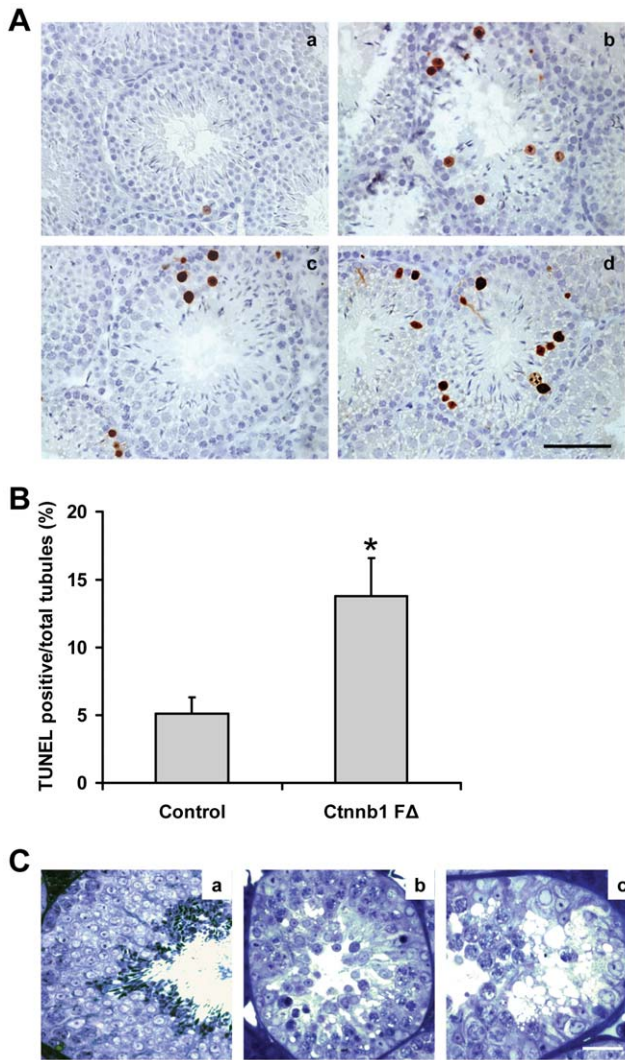 A
a
b
c
d
B
TUNEL positive/total tubules (%)
20
15
10
5
0
*
Control
Ctnnb1 FΔ
C
a
b
c